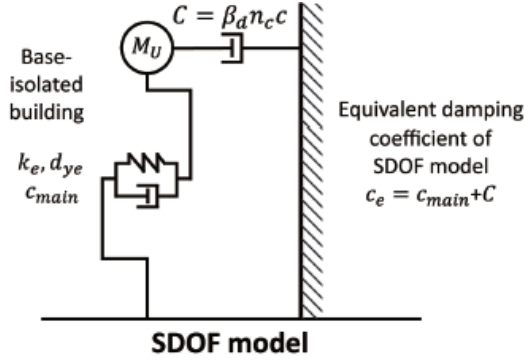 C = β_d n_c c
M_U
Base-
isolated
building
k_e, d_ye
c_main
Equivalent damping
coefficient of
SDOF model
c_e = c_main+C
SDOF model